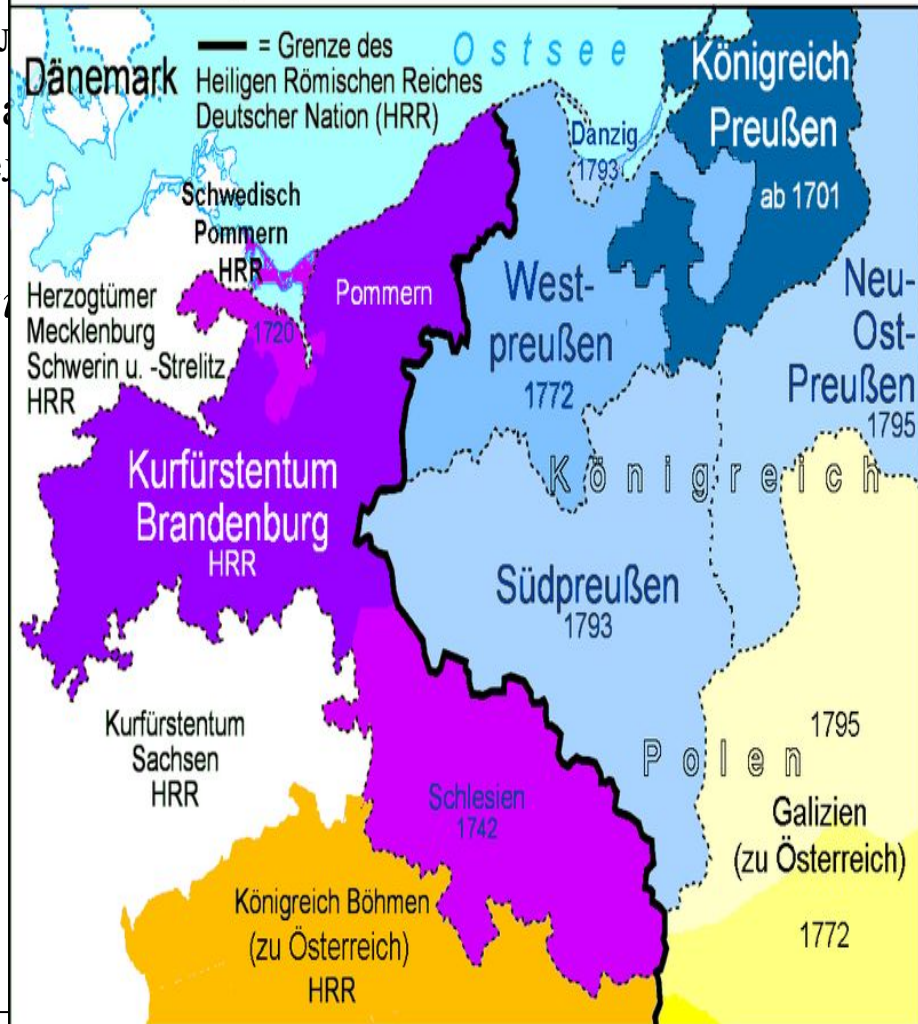 Dänemark
= Grenze des
Heiligen Römischen Reiches
Deutscher Nation (HRR)
Ostsee
Königreich
Preußen
ab 1701
Danzig
1793
Schwedisch
Pommern
HRR
Pommern
1720
Herzogtümer
Mecklenburg
Schwerin u. -Strelitz
HRR
West-
preußen
1772
Neu-
Ost-
Preußen
1795
Königreich
Kurfürstentum
Brandenburg
HRR
Südpreußen
1793
Kurfürstentum
Sachsen
HRR
Polen
1795
Schlesien
1742
Galizien
(zu Österreich)
1772
Königreich Böhmen
(zu Österreich)
HRR